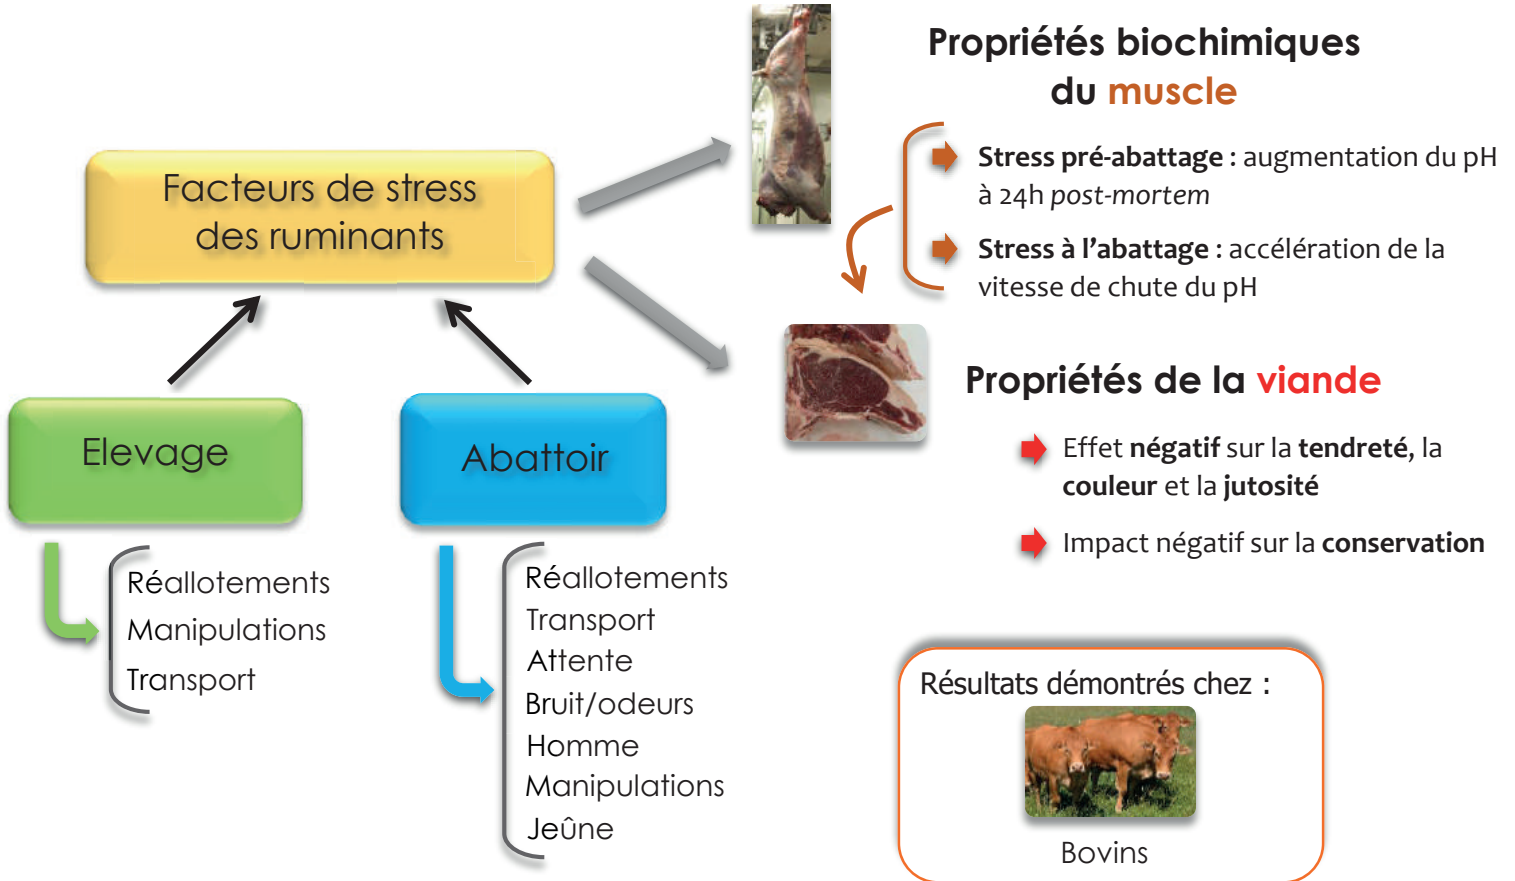 Propriétés biochimiques
du muscle
Stress pré-abattage : augmentation du pH
à 24h post-mortem
Stress à l’abattage : accélération de la
vitesse de chute du pH
Facteurs de stress
des ruminants
Elevage
Abattoir
Réallotements
Manipulations
Transport
Réallotements
Transport
Attente
Bruit/odeurs
Homme
Manipulations
Jeûne
Propriétés de la viande
Effet négatif sur la tendreté, la
couleur et la jutosité
Impact négatif sur la conservation
Résultats démontrés chez :
Bovins